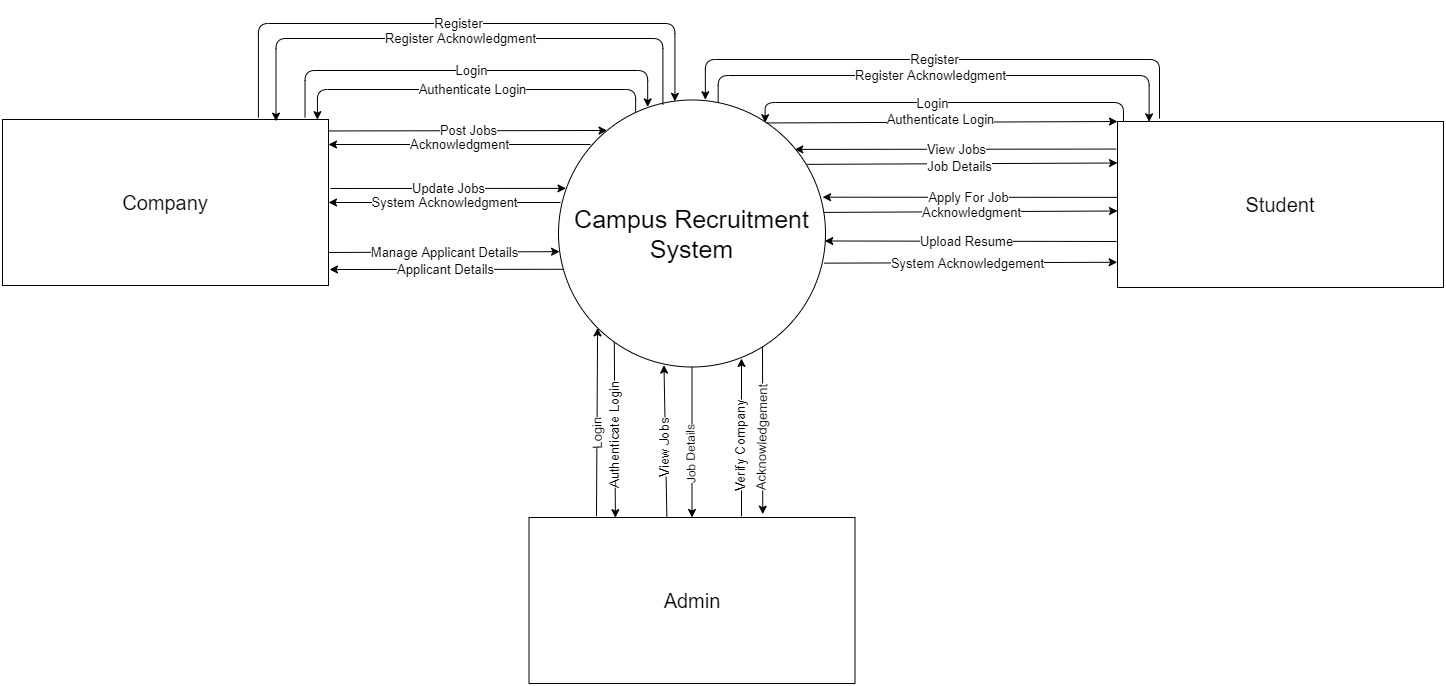 Register
Register Acknowledgment
Login
Authenticate Login
Post Jobs
Acknowledgment
Update Jobs
System Acknowledgment
Manage Applicant Details
Applicant Details
Company
Campus Recruitment
System
Register
Register Acknowledgment
Login
Authenticate Login
View Jobs
Job Details
Apply For Job
Acknowledgment
Upload Resume
System Acknowledgement
Student
Login
Authenticate Login
View Jobs
Job Details
Verify Company
Acknowledgement
Admin